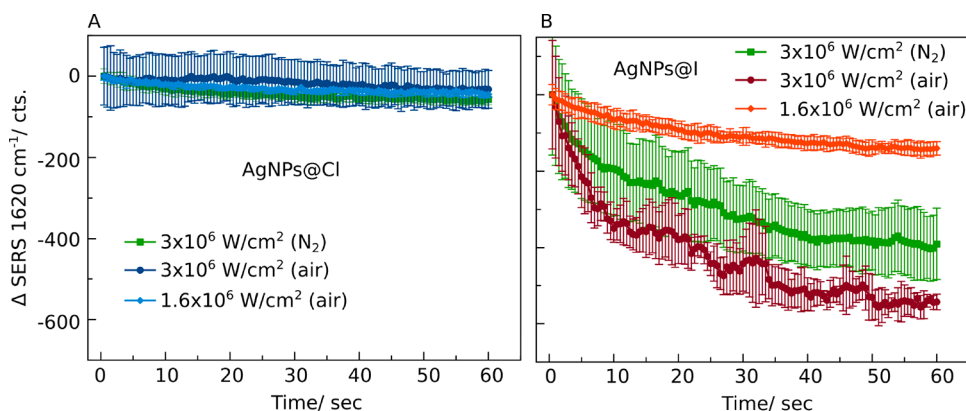 A
B
0
-200
-400
-600
Δ SERS 1620 cm⁻¹/ cts.
AgNPs@Cl
3x10⁶ W/cm² (N₂)
3x10⁶ W/cm² (air)
1.6x10⁶ W/cm² (air)
0 10 20 30 40 50 60
Time/ sec
AgNPs@I
3x10⁶ W/cm² (N₂)
3x10⁶ W/cm² (air)
1.6x10⁶ W/cm² (air)
0 10 20 30 40 50 60
Time/ sec